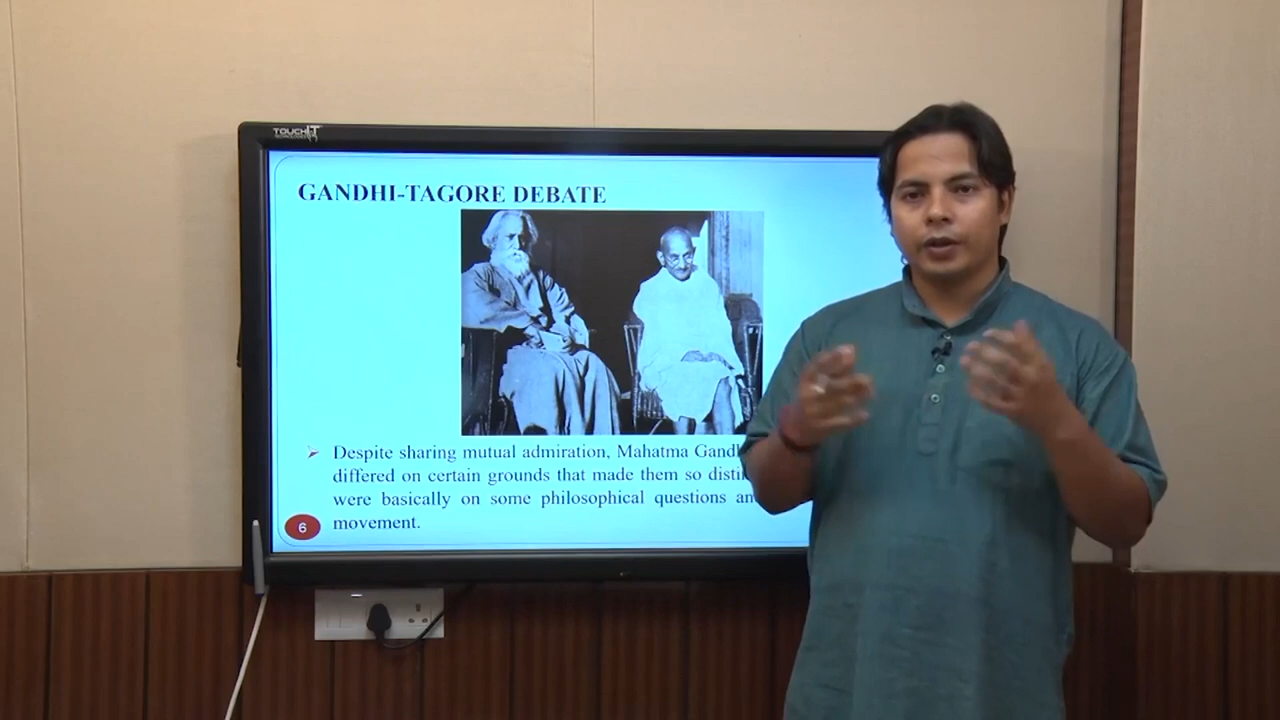 TOUCHIT
GANDHI-TAGORE DEBATE
➢ Despite sharing mutual admiration, Mahatma Gandh
differed on certain grounds that made them so distin
were basically on some philosophical questions an
movement.
6